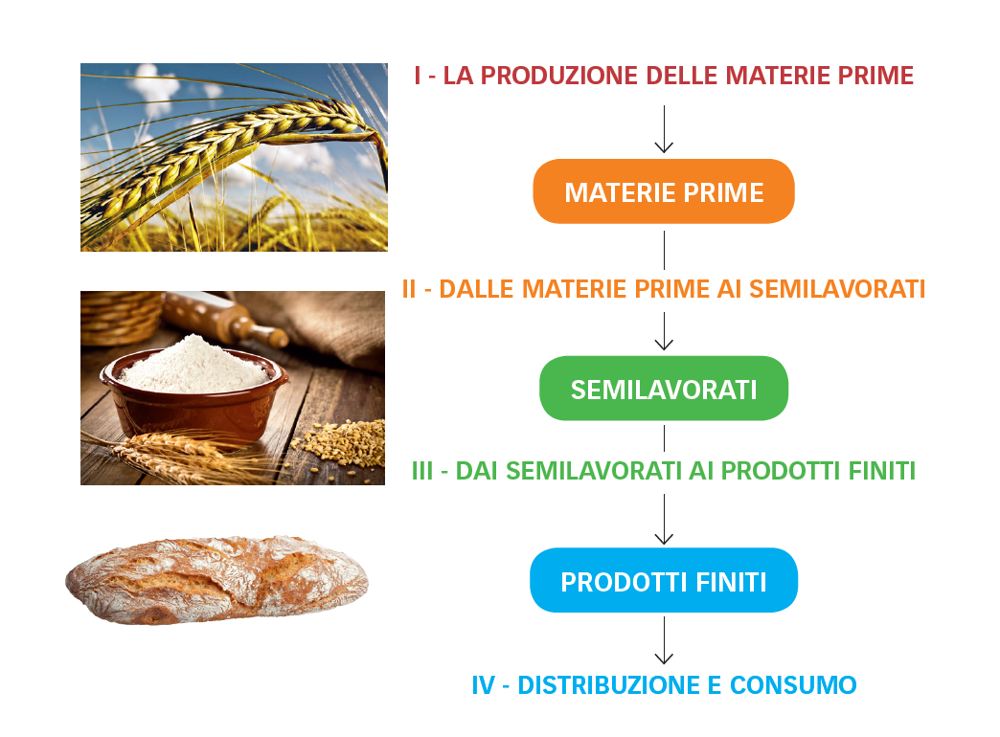 I - LA PRODUZIONE DELLE MATERIE PRIME
MATERIE PRIME
II - DALLE MATERIE PRIME AI SEMILAVORATI
SEMILAVORATI
III - DAI SEMILAVORATI AI PRODOTTI FINITI
PRODOTTI FINITI
IV - DISTRIBUZIONE E CONSUMO